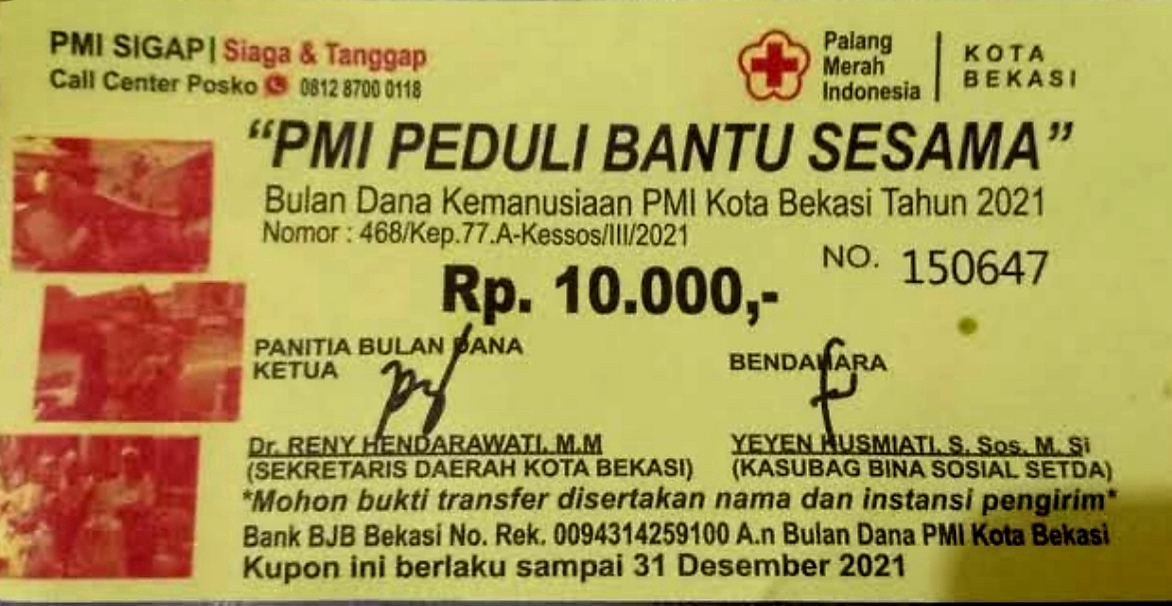 PMI SIGAP | Siaga & Tanggap
Call Center Posko 0812 8700 0118
Palang
Merah
Indonesia
KOTA
BEKASI
“PMI PEDULI BANTU SESAMA”
Bulan Dana Kemanusiaan PMI Kota Bekasi Tahun 2021
Nomor : 468/Kep.77.A-Kessos/III/2021
NO. 150647
Rp. 10.000,-
PANITIA BULAN DANA
KETUA
BENDAHARA
Dr. RENY HENDARAWATI, M.M
(SEKRETARIS DAERAH KOTA BEKASI)
YEYEN KUSMIATI, S, Sos, M, Si
(KASUBAG BINA SOSIAL SETDA)
*Mohon bukti transfer disertakan nama dan instansi pengirim*
Bank BJB Bekasi No. Rek. 0094314259100 A.n Bulan Dana PMI Kota Bekasi
Kupon ini berlaku sampai 31 Desember 2021